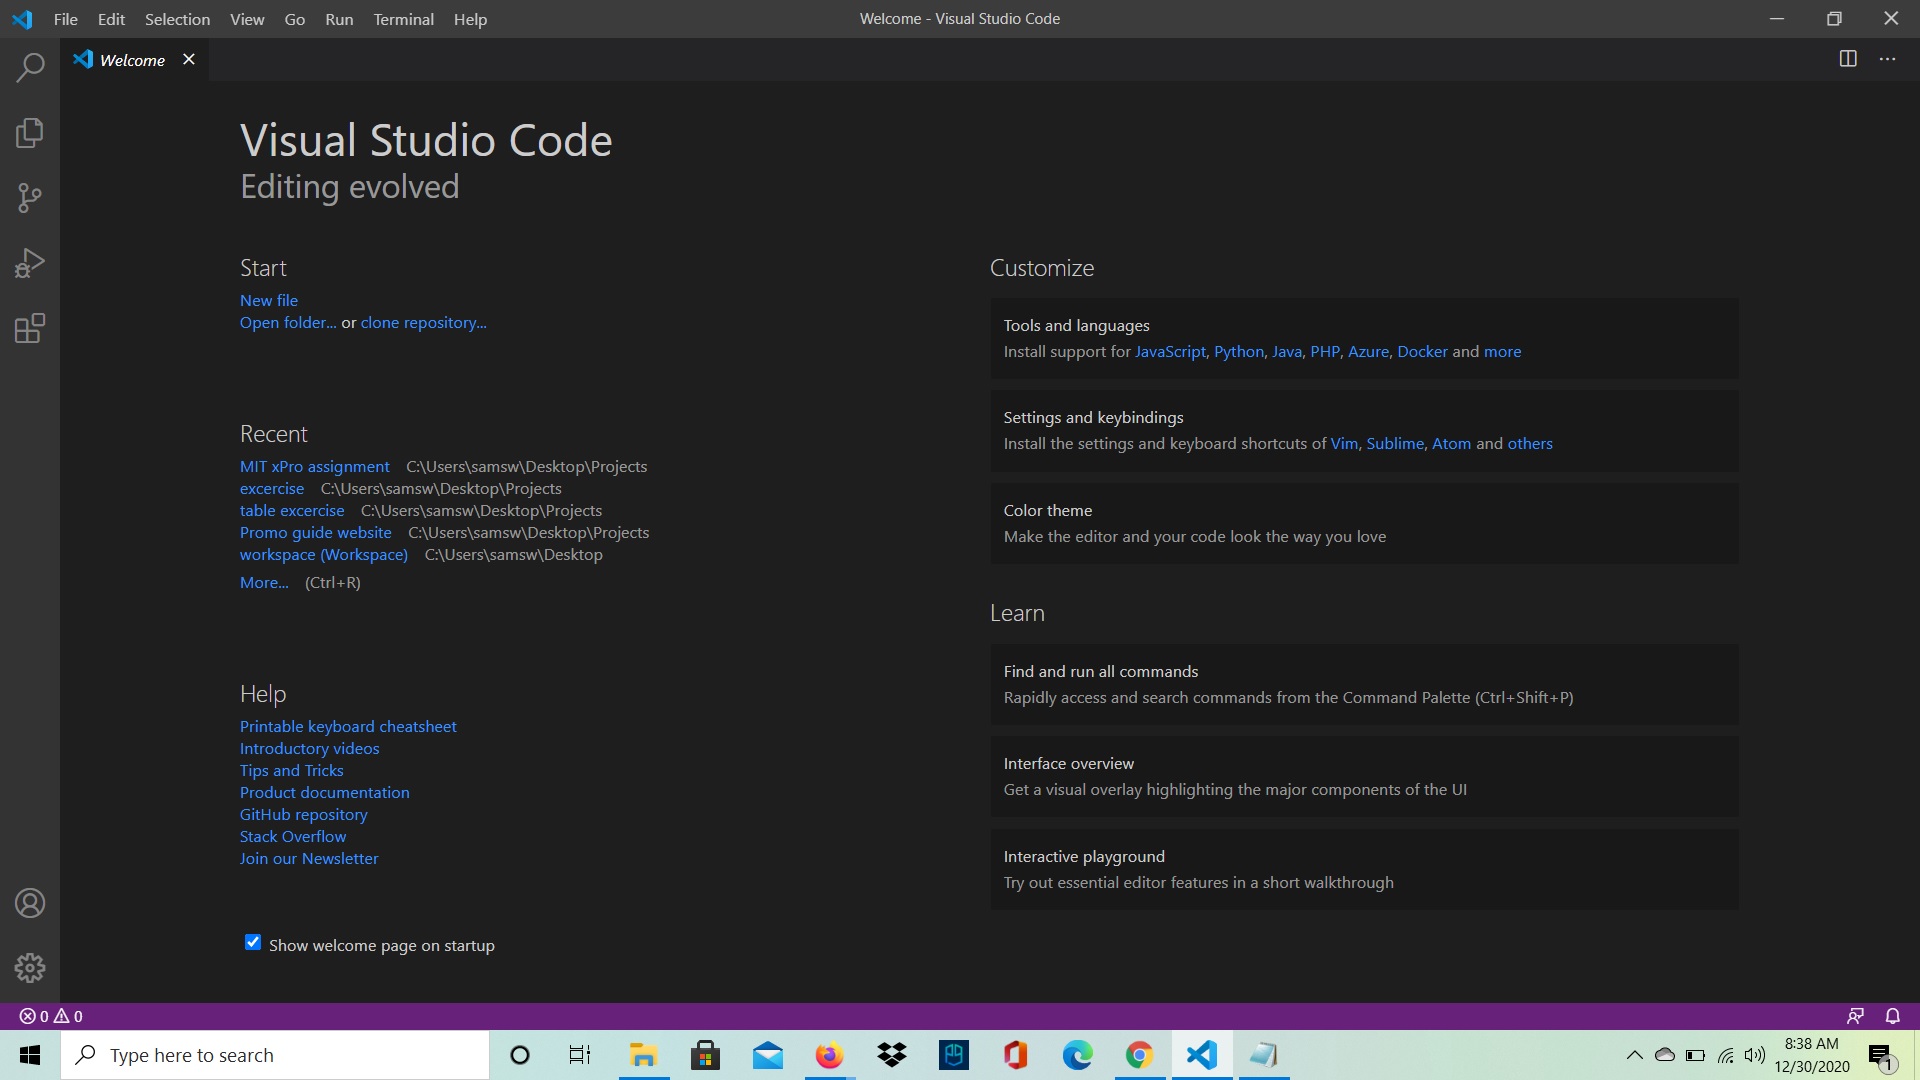 File Edit Selection View Go Run Terminal Help
Welcome - Visual Studio Code
Welcome
Visual Studio Code
Editing evolved
Start
New file
Open folder... or clone repository...
Recent
MIT xPro assignment C:\Users\samsw\Desktop\Projects
excercise C:\Users\samsw\Desktop\Projects
table excercise C:\Users\samsw\Desktop\Projects
Promo guide website C:\Users\samsw\Desktop\Projects
workspace (Workspace) C:\Users\samsw\Desktop
More... (Ctrl+R)
Help
Printable keyboard cheatsheet
Introductory videos
Tips and Tricks
Product documentation
GitHub repository
Stack Overflow
Join our Newsletter
Show welcome page on startup
Customize
Tools and languages
Install support for JavaScript, Python, Java, PHP, Azure, Docker and more
Settings and keybindings
Install the settings and keyboard shortcuts of Vim, Sublime, Atom and others
Color theme
Make the editor and your code look the way you love
Learn
Find and run all commands
Rapidly access and search commands from the Command Palette (Ctrl+Shift+P)
Interface overview
Get a visual overlay highlighting the major components of the UI
Interactive playground
Try out essential editor features in a short walkthrough
0 0
Type here to search
8:38 AM
12/30/2020
1